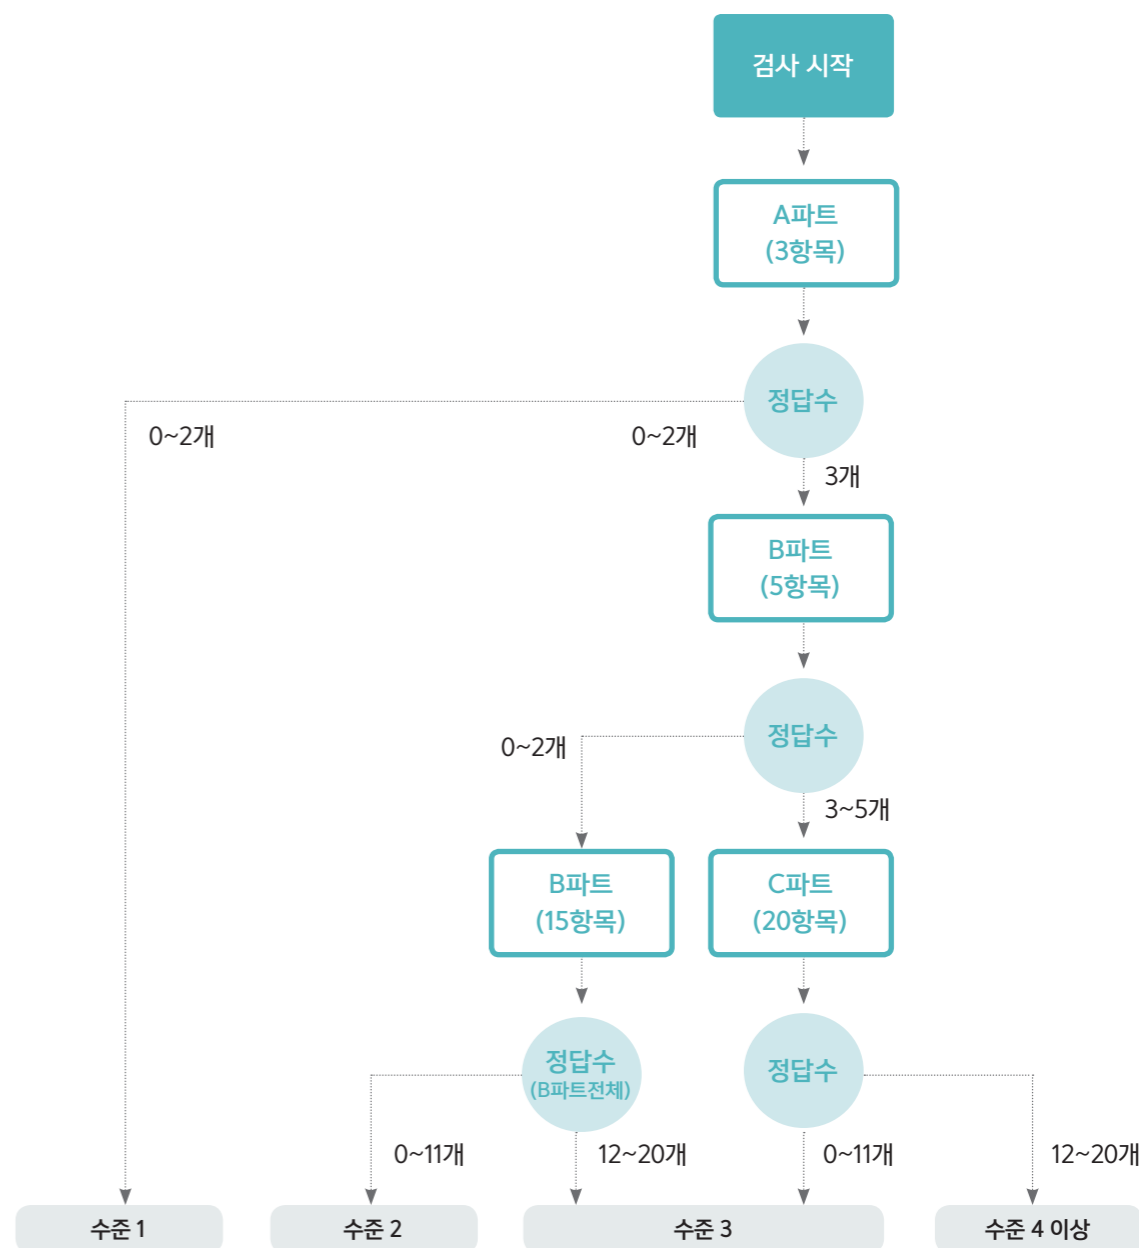 검사 시작
A파트
(3항목)
정답수
0~2개
0~2개
3개
B파트
(5항목)
정답수
0~2개
3~5개
B파트
(15항목)
C파트
(20항목)
정답수
(B파트전체)
정답수
0~11개
12~20개
0~11개
12~20개
수준 1
수준 2
수준 3
수준 4 이상